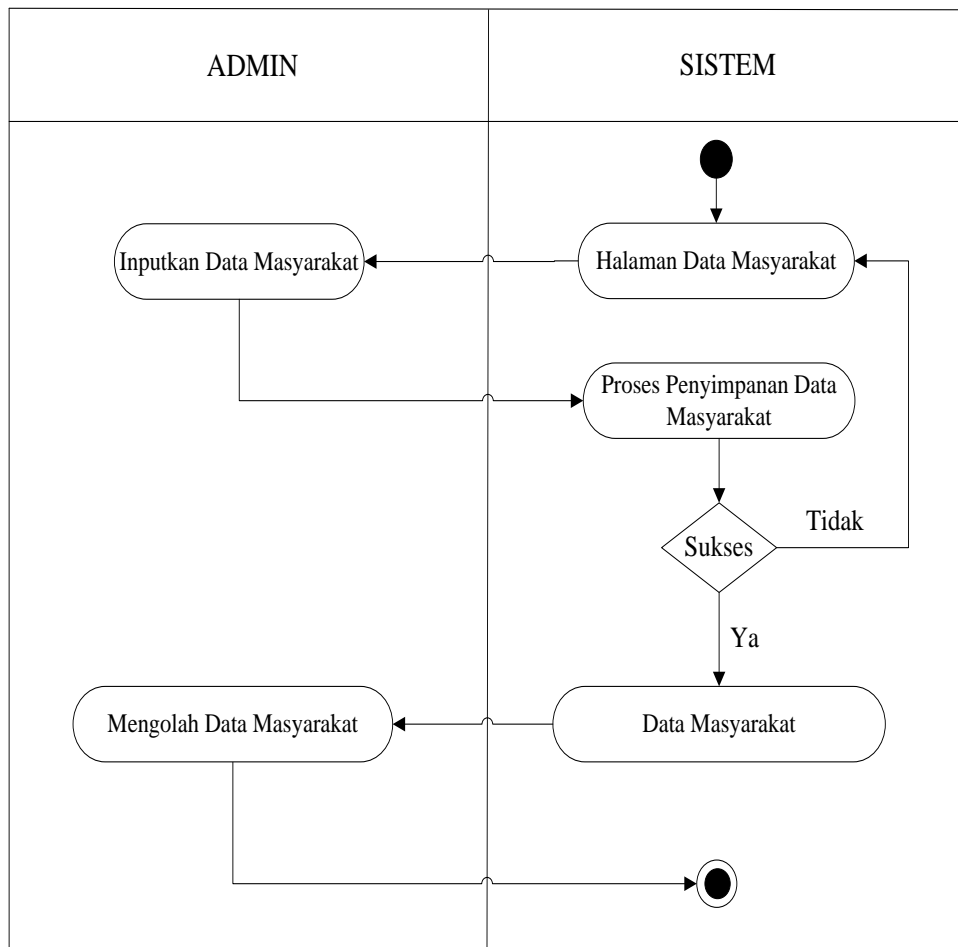 ADMIN
SISTEM
Inputkan Data Masyarakat
Halaman Data Masyarakat
Proses Penyimpanan Data
Masyarakat
Sukses
Tidak
Ya
Mengolah Data Masyarakat
Data Masyarakat